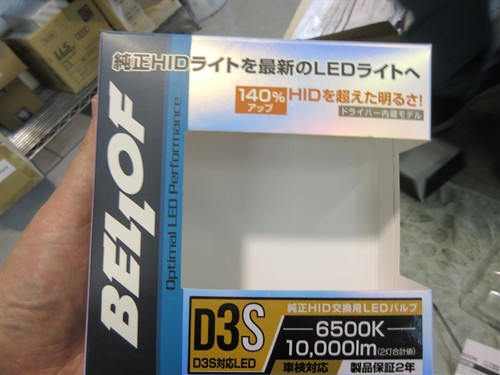 純正HIDライトを最新のLEDライトへ
140%アップ
HIDを超えた明るさ!
ドライバー内蔵モデル
BELLOF
Optimal LED Performance
純正HID交換用LEDバルブ
D3S
D3S対応LED
6500K
10,000lm(2灯合計値)
車検対応
製品保証2年